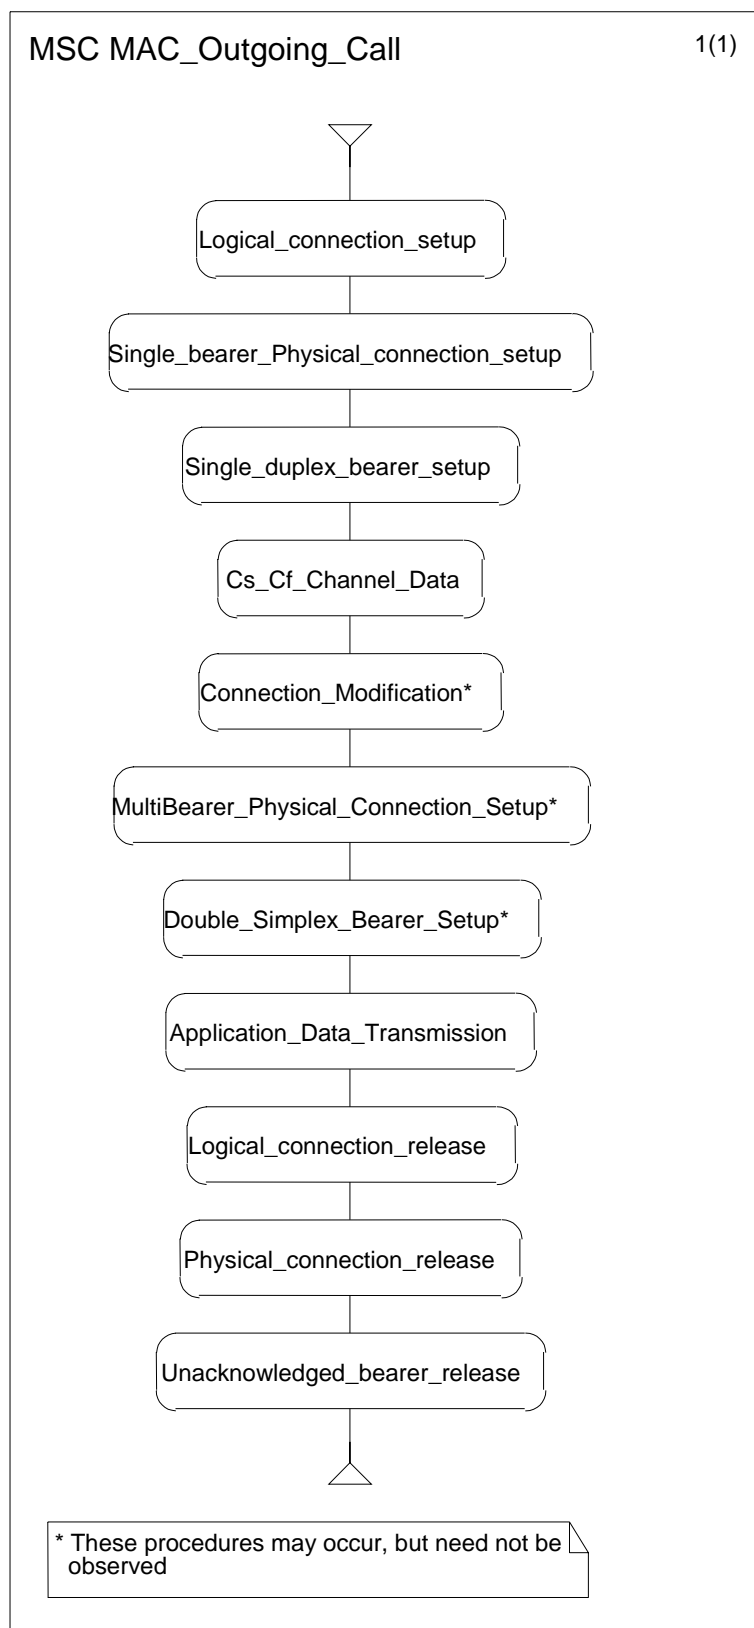 MSC MAC_Outgoing_Call
1(1)
Logical_connection_setup
Single_bearer_Physical_connection_setup
Single_duplex_bearer_setup
Cs_Cf_Channel_Data
Connection_Modification*
MultiBearer_Physical_Connection_Setup*
Double_Simplex_Bearer_Setup*
Application_Data_Transmission
Logical_connection_release
Physical_connection_release
Unacknowledged_bearer_release
* These procedures may occur, but need not be
observed